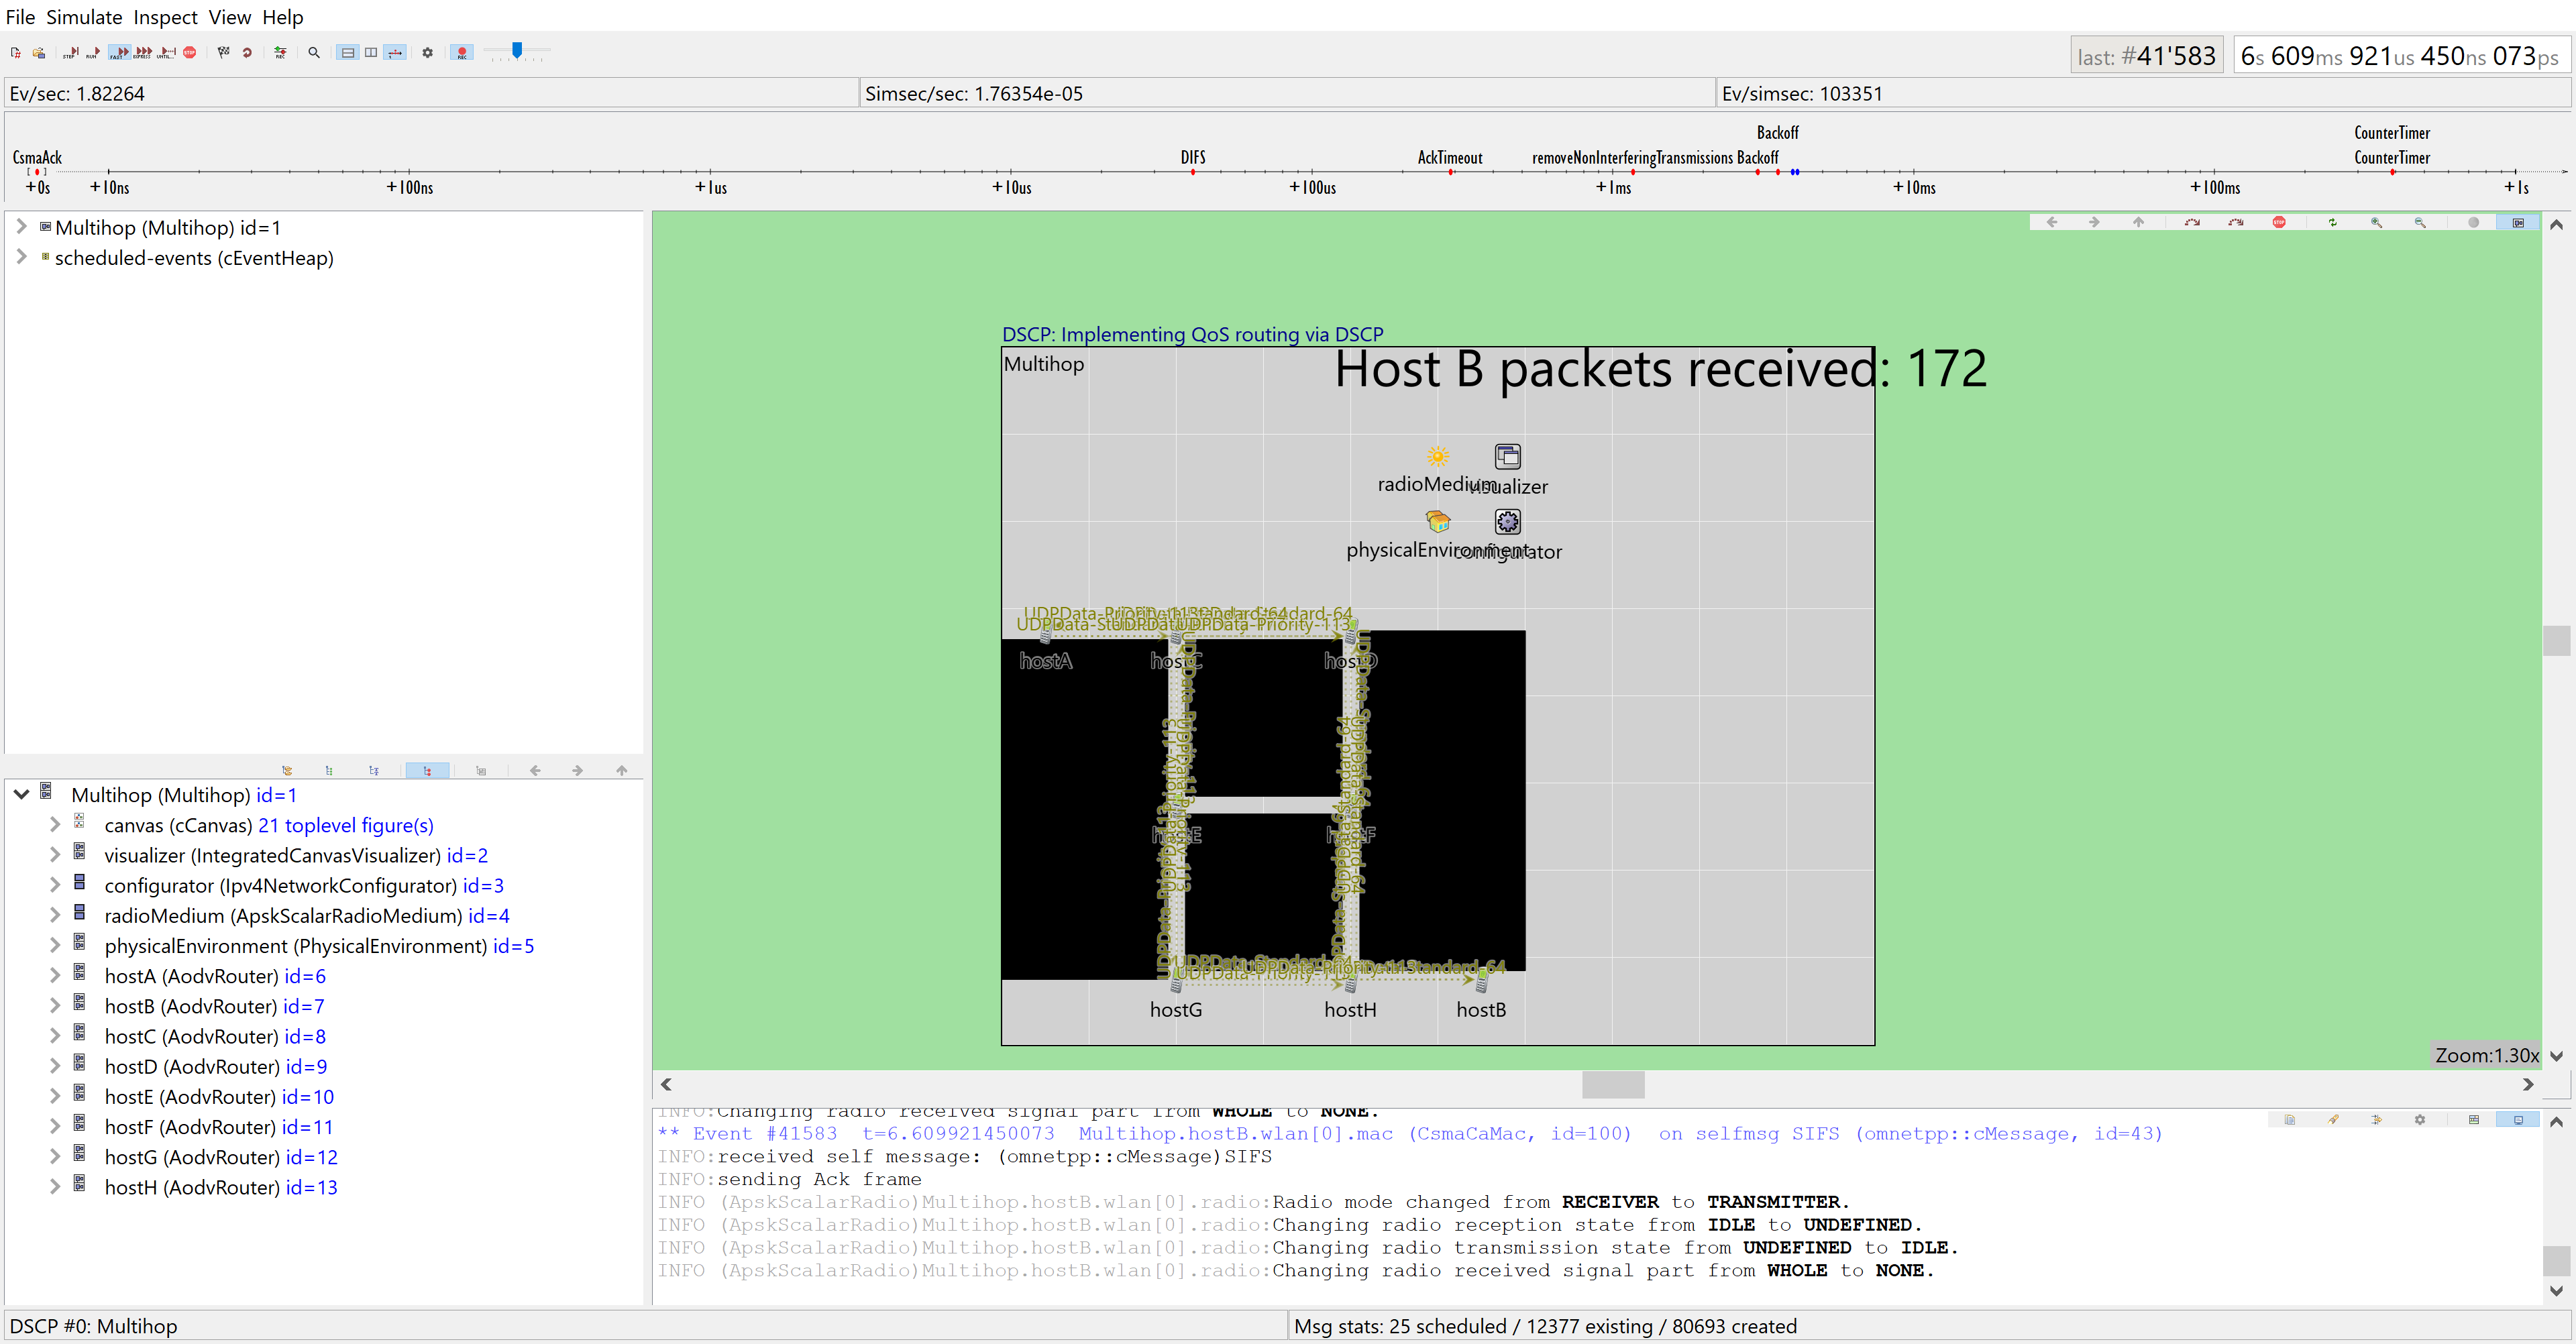 File Simulate Inspect View Help
STEP RUN FAST EXPRESS UNTIL... STOP REC REC
last: #41'583 6s 609ms 921us 450ns 073ps
Ev/sec: 1.82264 Simsec/sec: 1.76354e-05 Ev/simsec: 103351
Backoff CounterTimer
CsmaAck DIFS AckTimeout removeNonInterferingTransmissions Backoff CounterTimer
+0s +10ns +100ns +1us +10us +100us +1ms +10ms +100ms +1s
Multihop (Multihop) id=1
scheduled-events (cEventHeap)
Multihop (Multihop) id=1
canvas (cCanvas) 21 toplevel figure(s)
visualizer (IntegratedCanvasVisualizer) id=2
configurator (Ipv4NetworkConfigurator) id=3
radioMedium (ApskScalarRadioMedium) id=4
physicalEnvironment (PhysicalEnvironment) id=5
hostA (AodvRouter) id=6
hostB (AodvRouter) id=7
hostC (AodvRouter) id=8
hostD (AodvRouter) id=9
hostE (AodvRouter) id=10
hostF (AodvRouter) id=11
hostG (AodvRouter) id=12
hostH (AodvRouter) id=13
DSCP: Implementing QoS routing via DSCP
Multihop
Host B packets received: 172
radioMedium visualizer
physicalEnvironment configurator
UDPData-Priority-113
UDPData-Priority-113
hostA hostC hostD
hostE hostF
hostG hostH hostB
Zoom:1.30x
INFO:Changing radio received signal part from WHOLE to NONE.
** Event #41583 t=6.609921450073 Multihop.hostB.wlan[0].mac (CsmaCaMac, id=100) on selfmsg SIFS (omnetpp::cMessage, id=43)
INFO:received self message: (omnetpp::cMessage)SIFS
INFO:sending Ack frame
INFO (ApskScalarRadio)Multihop.hostB.wlan[0].radio:Radio mode changed from RECEIVER to TRANSMITTER.
INFO (ApskScalarRadio)Multihop.hostB.wlan[0].radio:Changing radio reception state from IDLE to UNDEFINED.
INFO (ApskScalarRadio)Multihop.hostB.wlan[0].radio:Changing radio transmission state from UNDEFINED to IDLE.
INFO (ApskScalarRadio)Multihop.hostB.wlan[0].radio:Changing radio received signal part from WHOLE to NONE.
DSCP #0: Multihop Msg stats: 25 scheduled / 12377 existing / 80693 created